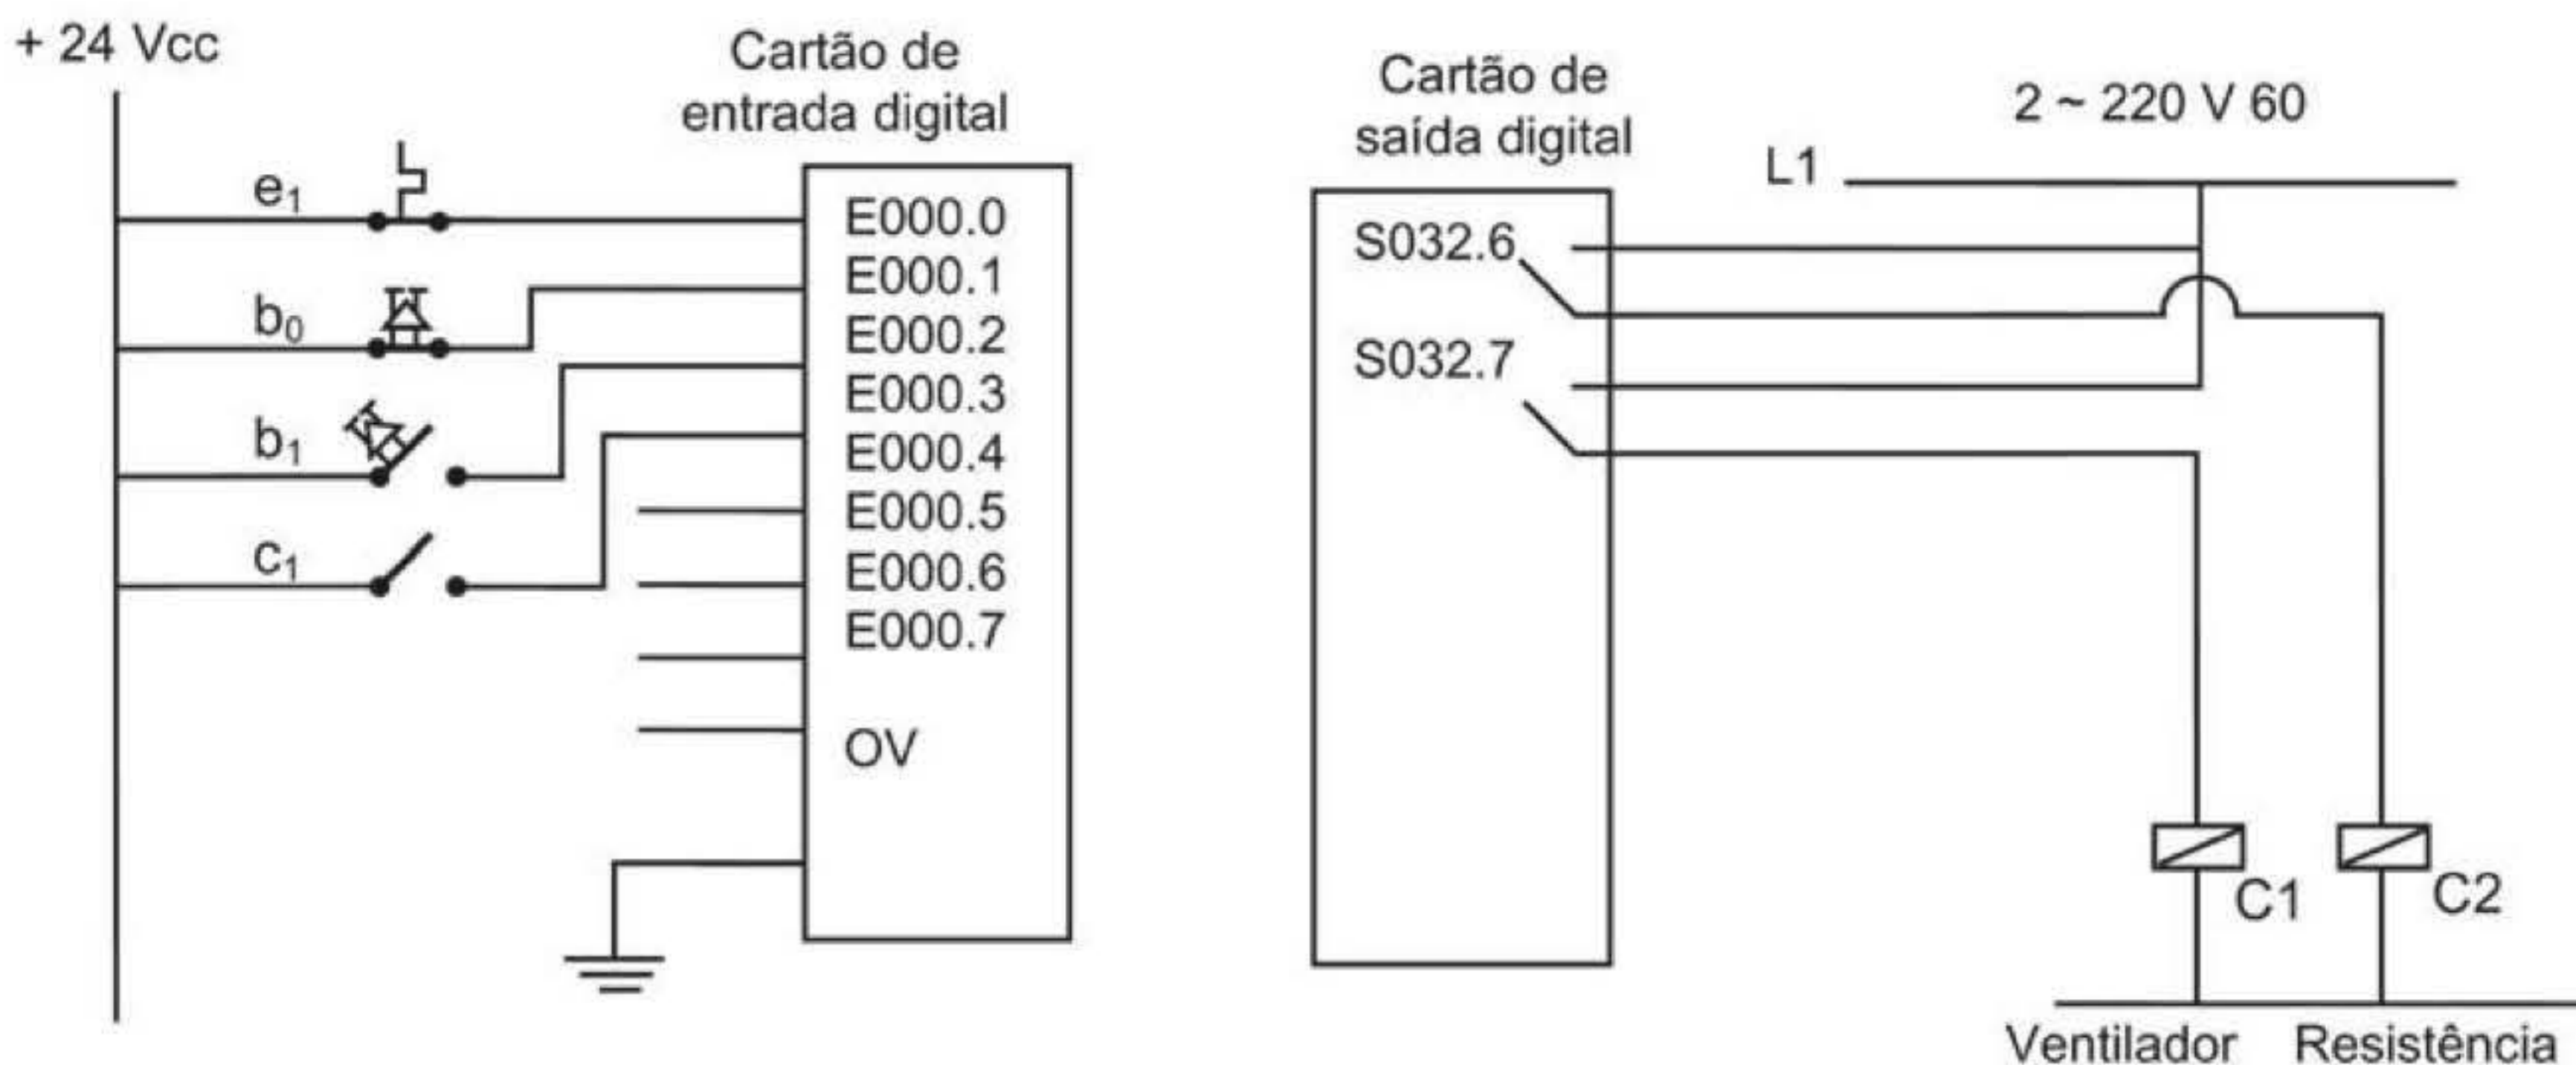 + 24 Vcc
Cartão de
entrada digital
e₁
b₀
b₁
c₁
E000.0
E000.1
E000.2
E000.3
E000.4
E000.5
E000.6
E000.7
OV
Cartão de
saída digital
S032.6
S032.7
2 ~ 220 V 60
L1
C1
C2
Ventilador
Resistência